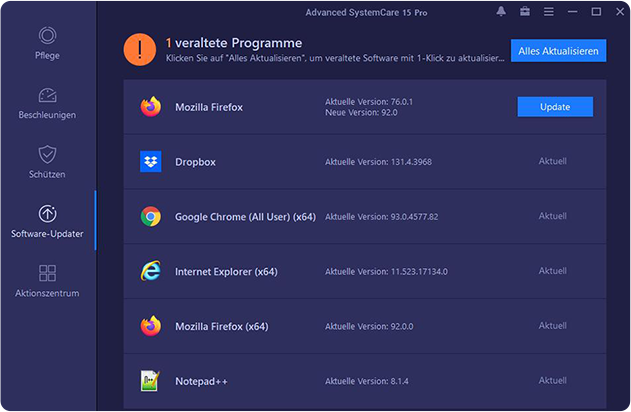 Advanced SystemCare 15 Pro
Pflege
Beschleunigen
Schützen
Software-Updater
Aktionszentrum
1 veraltete Programme
Klicken Sie auf "Alles Aktualisieren", um veraltete Software mit 1-Klick zu aktualisier...
Alles Aktualisieren
Mozilla Firefox
Aktuelle Version: 76.0.1
Neue Version: 92.0
Update
Dropbox
Aktuelle Version: 131.4.3968
Aktuell
Google Chrome (All User) (x64)
Aktuelle Version: 93.0.4577.82
Aktuell
Internet Explorer (x64)
Aktuelle Version: 11.523.17134.0
Aktuell
Mozilla Firefox (x64)
Aktuelle Version: 92.0.0
Aktuell
Notepad++
Aktuelle Version: 8.1.4
Aktuell